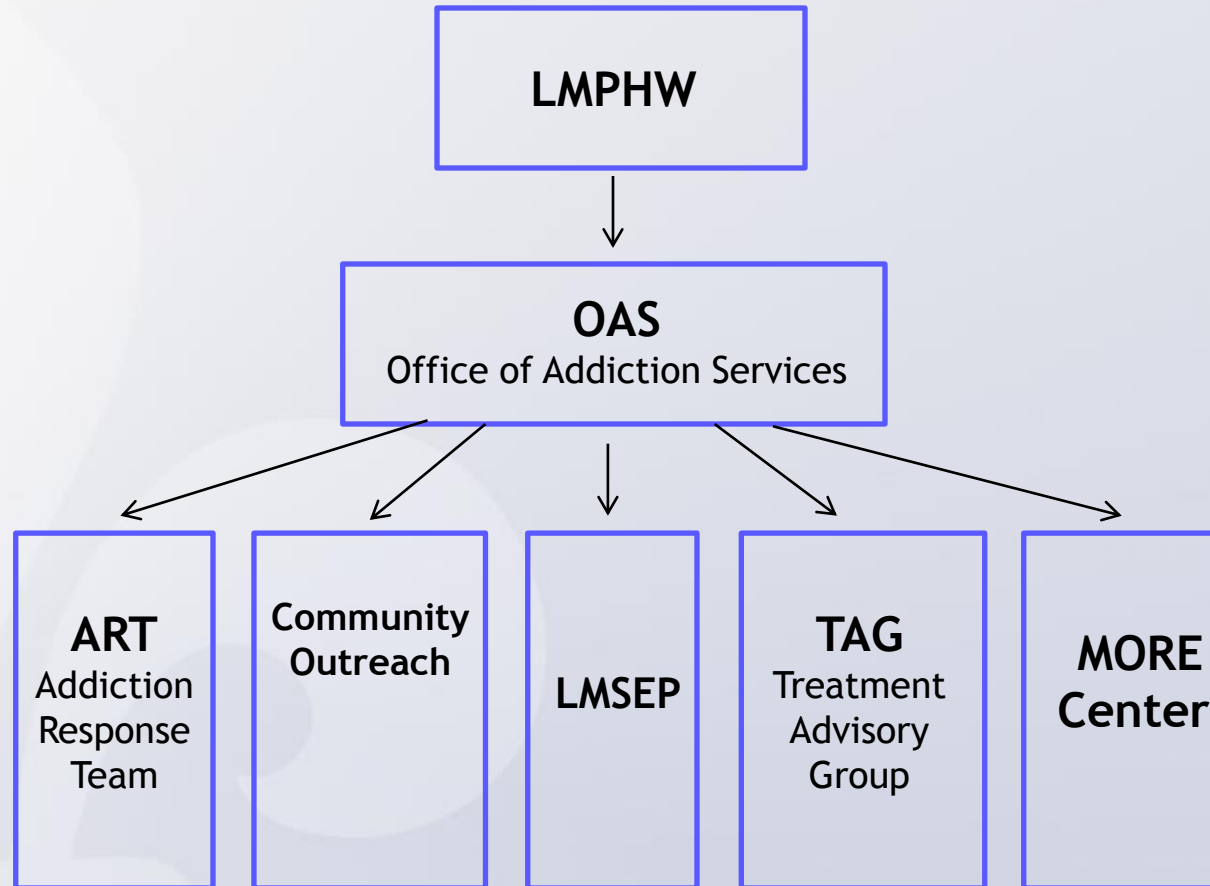 LMPHW
OAS
Office of Addiction Services
ART
Addiction
Response
Team
Community
Outreach
LMSEP
TAG
Treatment
Advisory
Group
MORE
Center